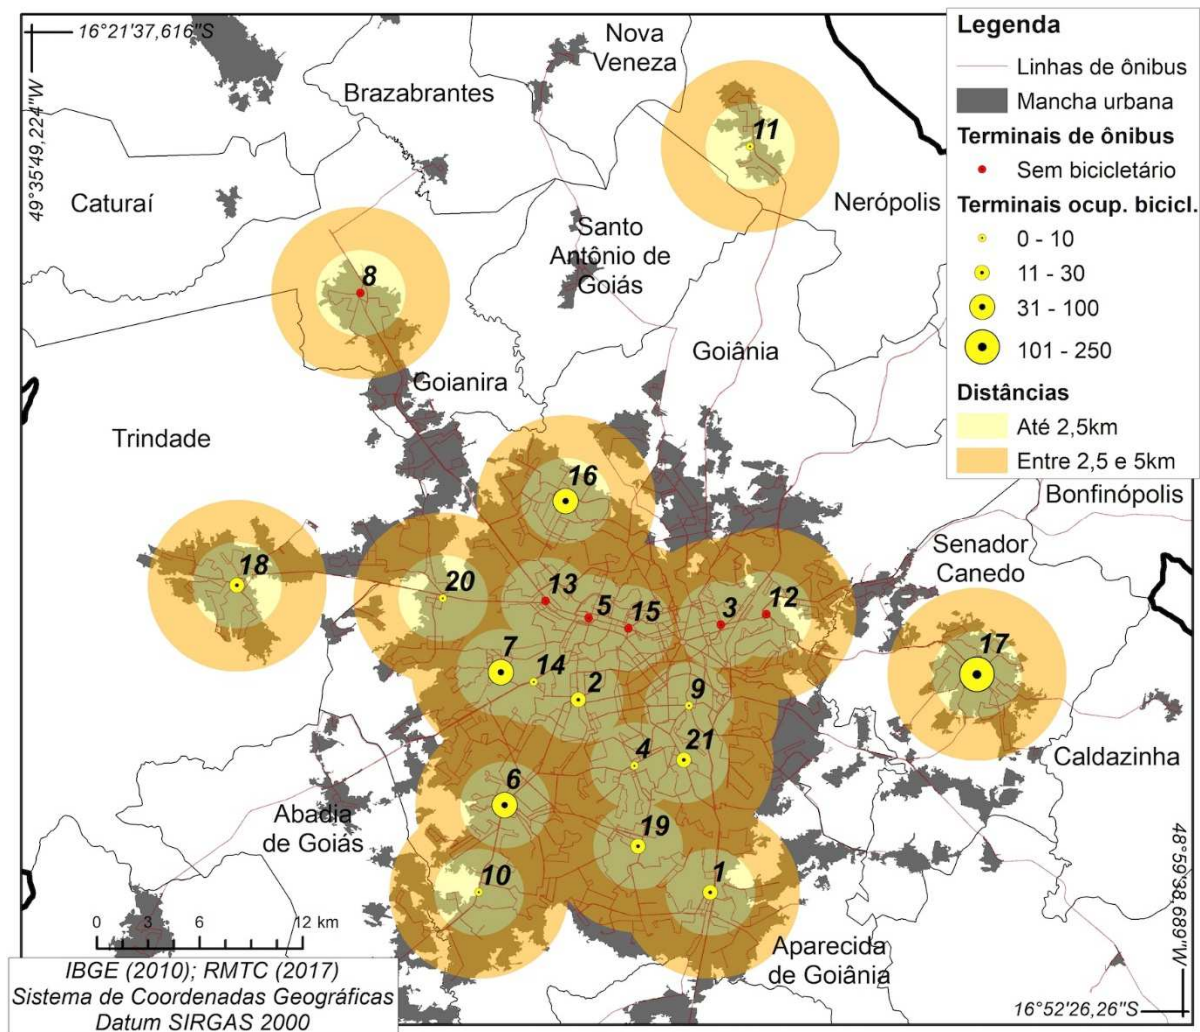 16°21'37,616"S
49°35'49,224"W
Nova
Veneza
Brazabrantes
Caturaí
Nerópolis
Santo
Antônio de
Goiás
Goiânia
Goianira
Trindade
Bonfinópolis
Senador
Canedo
Caldazinha
Abadia
de Goiás
Aparecida
de Goiânia
11
8
16
18
20
13
5
15
3
12
17
7
14
2
9
4
21
6
19
10
1
Legenda
Linhas de ônibus
Mancha urbana
Terminais de ônibus
Sem bicicletário
Terminais ocup. bicicl.
0 - 10
11 - 30
31 - 100
101 - 250
Distâncias
Até 2,5km
Entre 2,5 e 5km
0 3 6 12 km
IBGE (2010); RMTC (2017)
Sistema de Coordenadas Geográficas
Datum SIRGAS 2000
48°59'38,689"W
16°52'26,26"S